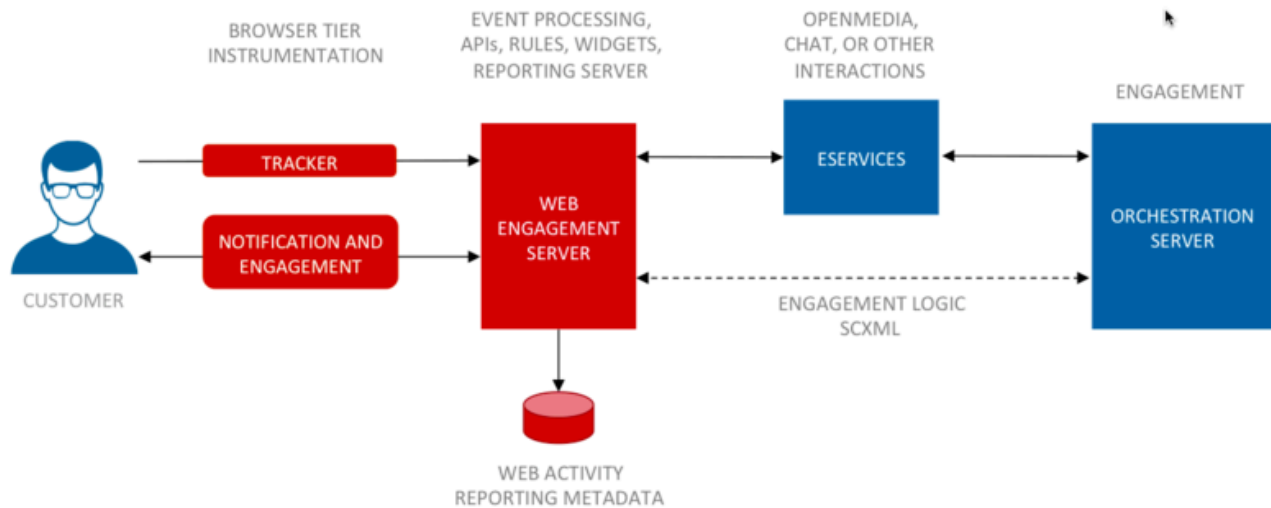 BROWSER TIER
INSTRUMENTATION
EVENT PROCESSING,
APIs, RULES, WIDGETS,
REPORTING SERVER
OPENMEDIA,
CHAT, OR OTHER
INTERACTIONS
ENGAGEMENT
TRACKER
NOTIFICATION AND
ENGAGEMENT
CUSTOMER
WEB
ENGAGEMENT
SERVER
ESERVICES
ORCHESTRATION
SERVER
ENGAGEMENT LOGIC
SCXML
WEB ACTIVITY
REPORTING METADATA